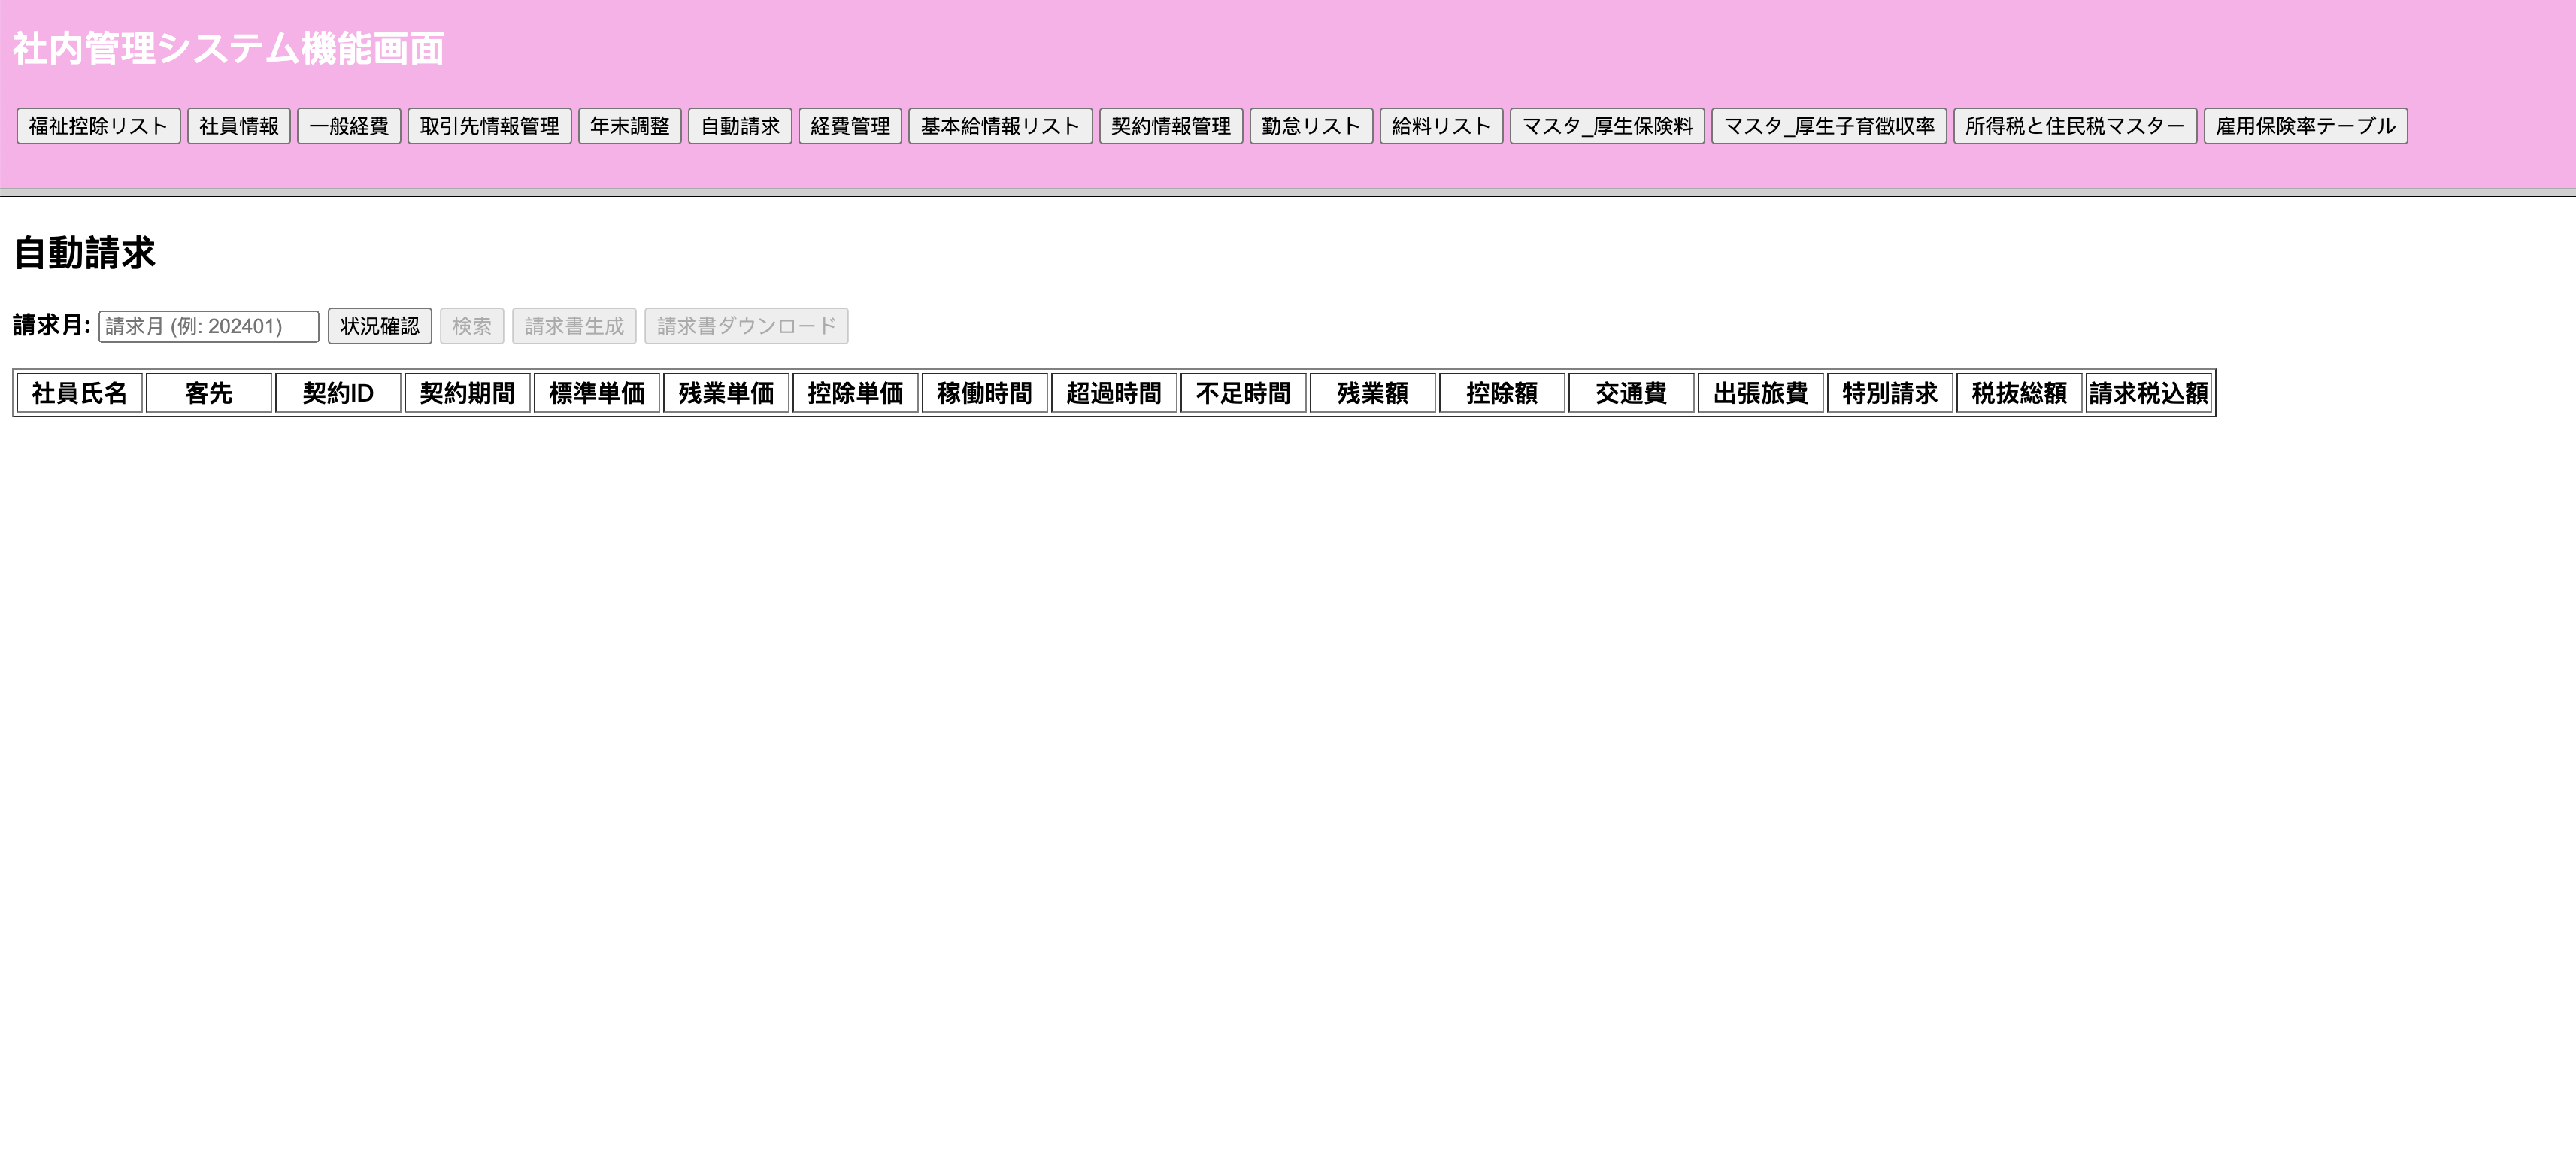 社内管理システム機能画面
福祉控除リスト 社員情報 一般経費 取引先情報管理 年末調整 自動請求 経費管理 基本給情報リスト 契約情報管理 勤怠リスト 給料リスト マスタ_厚生保険料 マスタ_厚生子育徴収率 所得税と住民税マスター 雇用保険率テーブル
自動請求
請求月: 請求月 (例: 202401) 状況確認 検索 請求書生成 請求書ダウンロード
社員氏名 客先 契約ID 契約期間 標準単価 残業単価 控除単価 稼働時間 超過時間 不足時間 残業額 控除額 交通費 出張旅費 特別請求 税抜総額 請求税込額